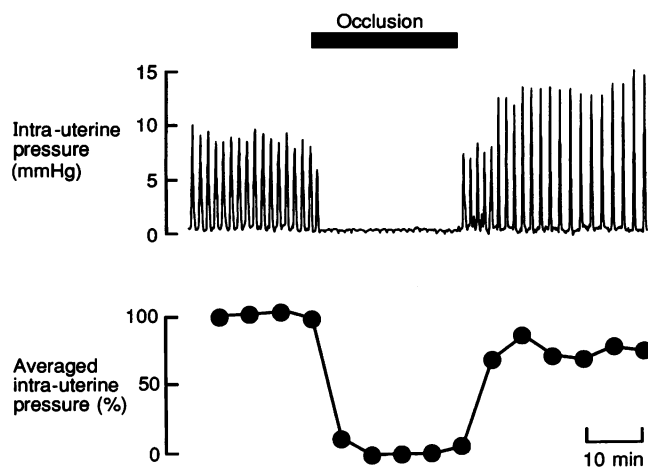 Occlusion
15
10
5
0
Intra-uterine
pressure
(mmHg)
100
50
0
Averaged
intra-uterine
pressure (%)
10 min